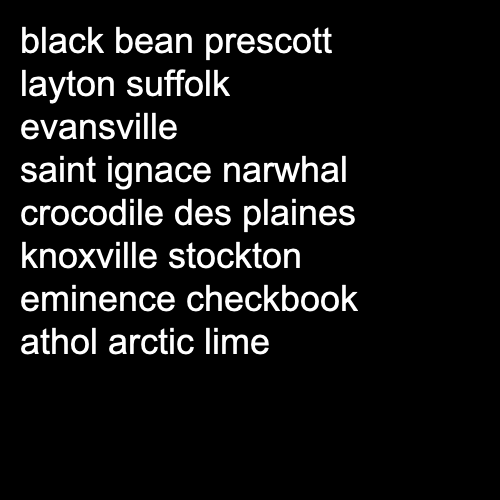 black bean prescott
layton suffolk
evansville
saint ignace narwhal
crocodile des plaines
knoxville stockton
eminence checkbook
athol arctic lime